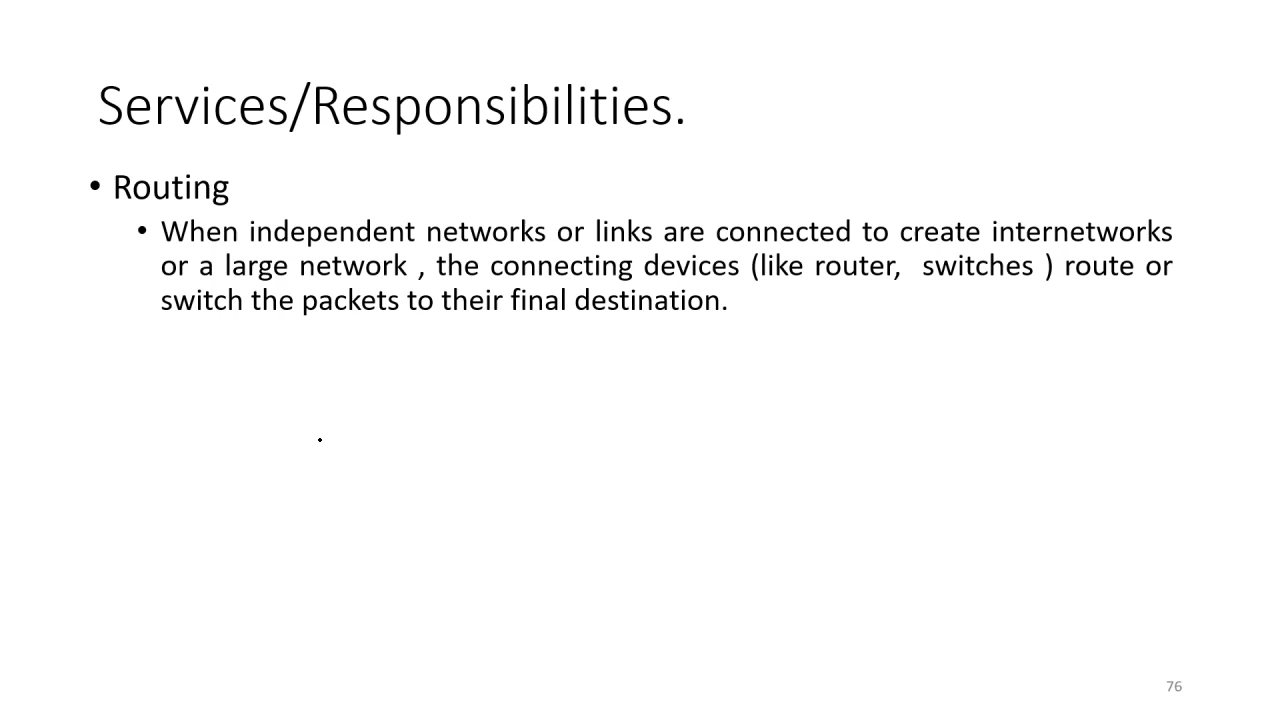 Services/Responsibilities.
• Routing
• When independent networks or links are connected to create internetworks
or a large network , the connecting devices (like router,  switches ) route or
switch the packets to their final destination.
76